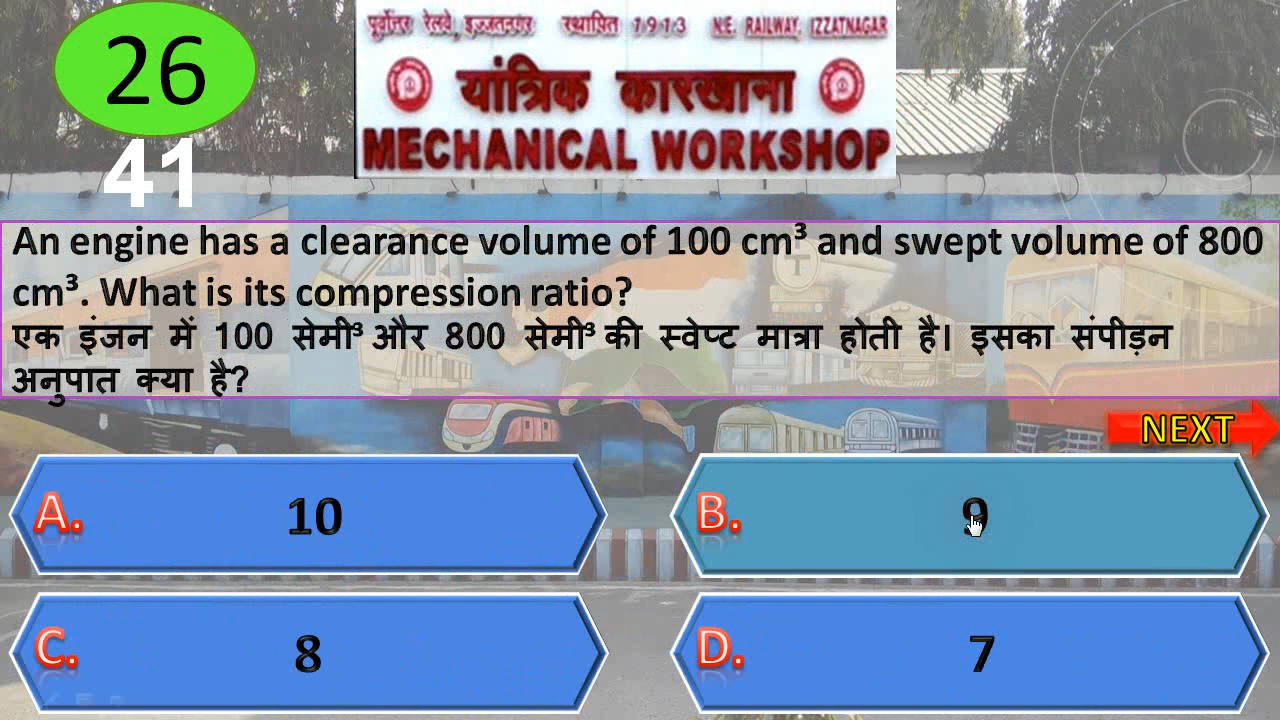 26
पूर्वोत्तर रेलवे, इज्जतनगर स्थापित 1913 N.E. RAILWAY, IZZATNAGAR
यांत्रिक कारखाना
MECHANICAL WORKSHOP
41
An engine has a clearance volume of 100 cm³ and swept volume of 800
cm³. What is its compression ratio?
एक इंजन में 100 सेमी³ और 800 सेमी³ की स्वेप्ट मात्रा होती है। इसका संपीड़न
अनुपात क्या है?
NEXT
A. 10
B. 9
C. 8
D. 7